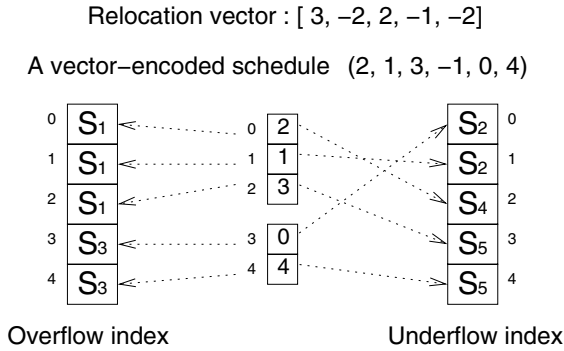 Relocation vector : [ 3, −2, 2, −1, −2]
A vector−encoded schedule (2, 1, 3, −1, 0, 4)
0 S1 0 2 S2 0
1 S1 1 1 S2 1
2 S1 2 3 S4 2
3 S3 3 0 S5 3
4 S3 4 4 S5 4
Overflow index Underflow index